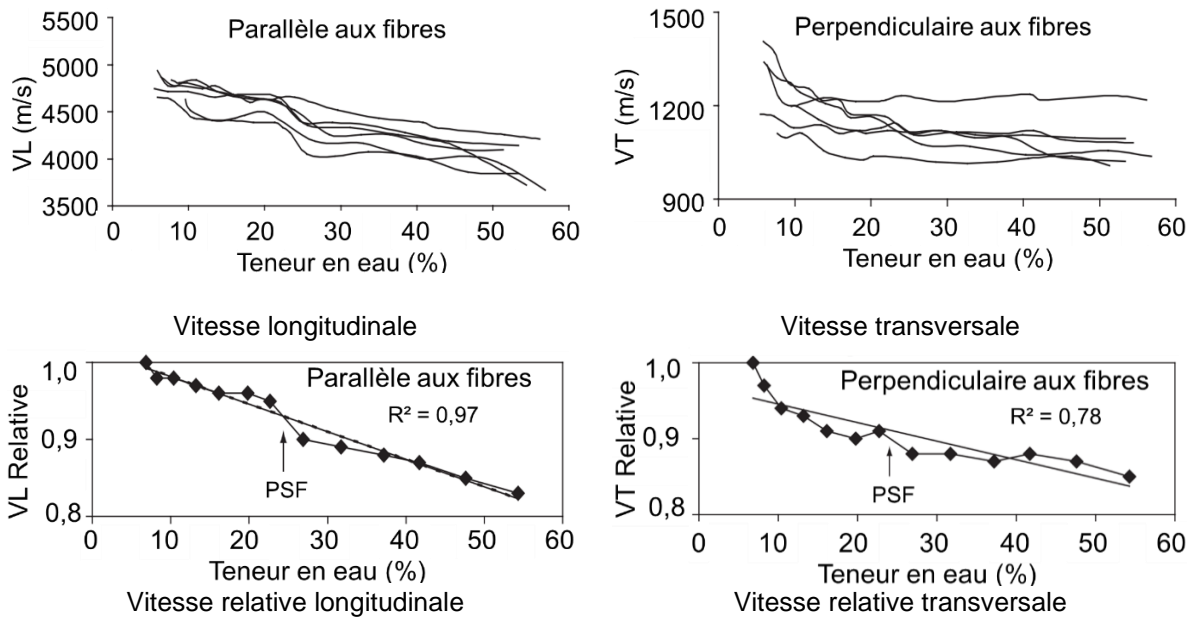 Parallèle aux fibres
VL (m/s)
5500
5000
4500
4000
3500
0 10 20 30 40 50 60
Teneur en eau (%)
Vitesse longitudinale
Perpendiculaire aux fibres
VT (m/s)
1500
1200
900
0 10 20 30 40 50 60
Teneur en eau (%)
Vitesse transversale
Parallèle aux fibres
R² = 0,97
VL Relative
1,0
0,9
0,8
PSF
0 10 20 30 40 50 60
Teneur en eau (%)
Vitesse relative longitudinale
Perpendiculaire aux fibres
R² = 0,78
VT Relative
1,0
0,9
0,8
PSF
0 10 20 30 40 50 60
Teneur en eau (%)
Vitesse relative transversale